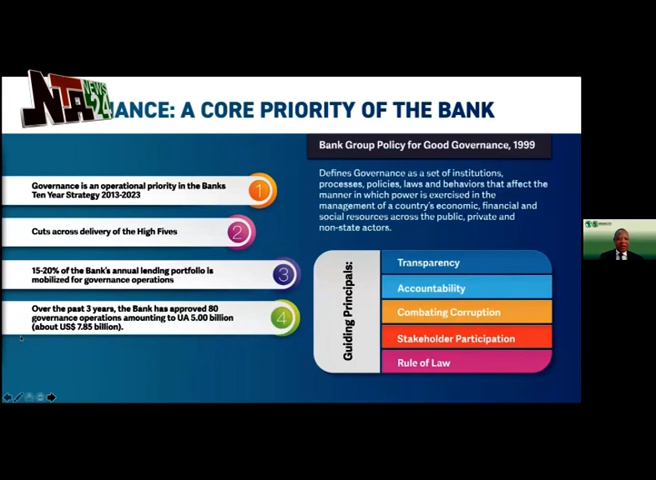 NTA
NEWS
24
NANCE: A CORE PRIORITY OF THE BANK
Governance is an operational priority in the Banks
Ten Year Strategy 2013-2023
1
Cuts across delivery of the High Fives
2
15-20% of the Bank's annual lending portfolio is
mobilized for governance operations
3
Over the past 3 years, the Bank has approved 80
governance operations amounting to UA 5.00 billion
(about US$ 7.85 billion).
4
Bank Group Policy for Good Governance, 1999
Defines Governance as a set of institutions,
processes, policies, laws and behaviors that affect the
manner in which power is exercised in the
management of a country's economic, financial and
social resources across the public, private and
non-state actors.
Guiding Principals:
Transparency
Accountability
Combating Corruption
Stakeholder Participation
Rule of Law